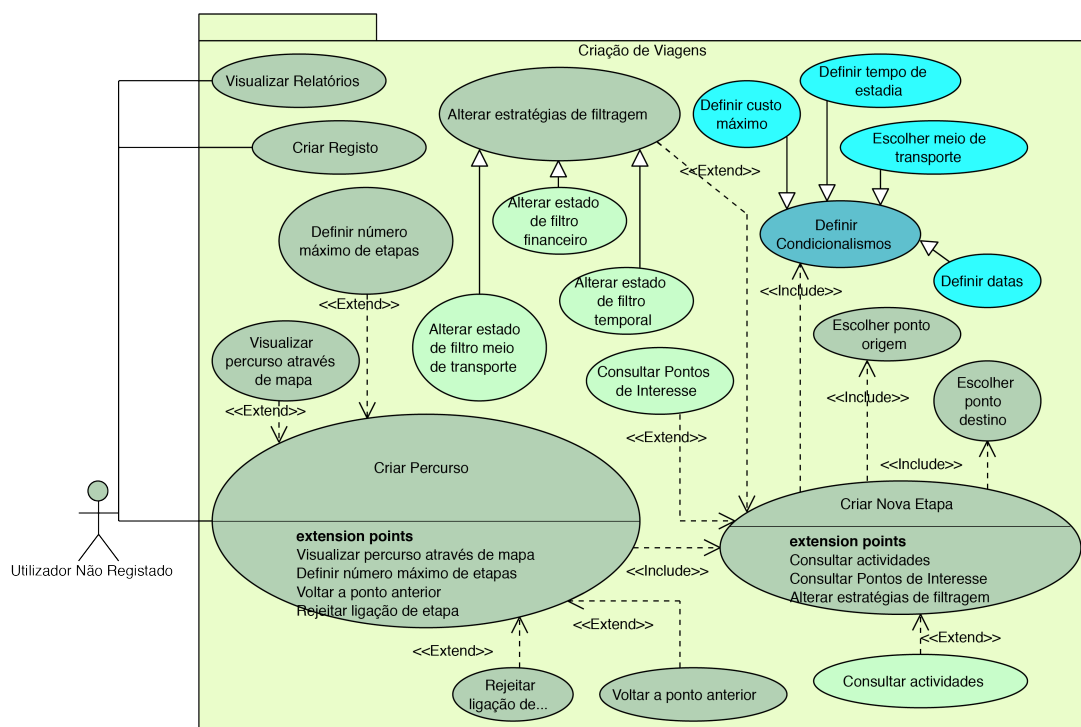 Criação de Viagens
Visualizar Relatórios
Criar Registo
Alterar estratégias de filtragem
Definir custo
máximo
Definir tempo de
estadia
Escolher meio de
transporte
<<Extend>>
Definir número
máximo de etapas
Alterar estado
de filtro
financeiro
Definir
Condicionalismos
Definir datas
<<Extend>>
Alterar estado
de filtro
temporal
<<Include>>
Visualizar
percurso através
de mapa
Alterar estado
de filtro meio
de transporte
Escolher ponto
origem
Consultar Pontos
de Interesse
Escolher
ponto
destino
<<Extend>>
<<Include>>
<<Extend>>
<<Include>>
Criar Percurso
Criar Nova Etapa
extension points
Visualizar percurso através de mapa
Definir número máximo de etapas
Voltar a ponto anterior
Rejeitar ligação de etapa
extension points
Consultar actividades
Consultar Pontos de Interesse
Alterar estratégias de filtragem
Utilizador Não Registado
<<Include>>
<<Extend>>
<<Extend>>
<<Extend>>
Rejeitar
ligação de...
Voltar a ponto anterior
Consultar actividades